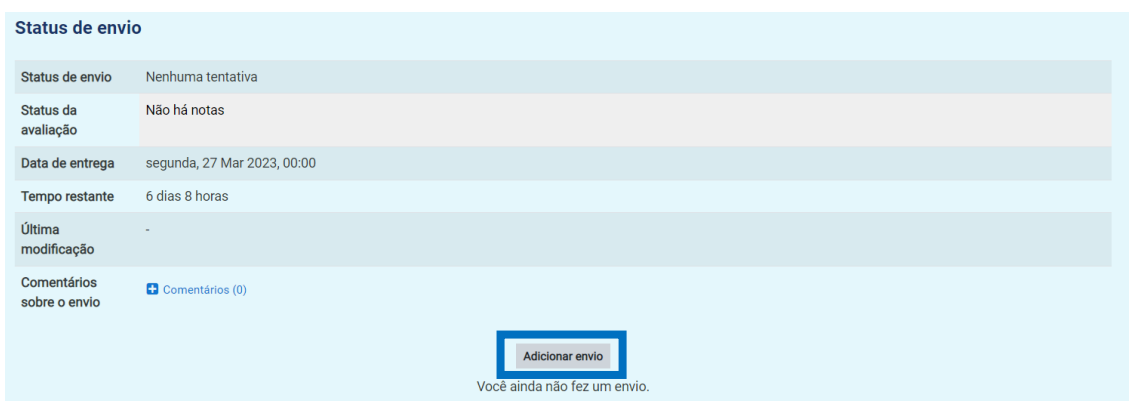 Status de envio
Status de envio Nenhuma tentativa
Status da Não há notas
avaliação
Data de entrega segunda, 27 Mar 2023, 00:00
Tempo restante 6 dias 8 horas
Última -
modificação
Comentários
sobre o envio Comentários (0)
Adicionar envio
Você ainda não fez um envio.